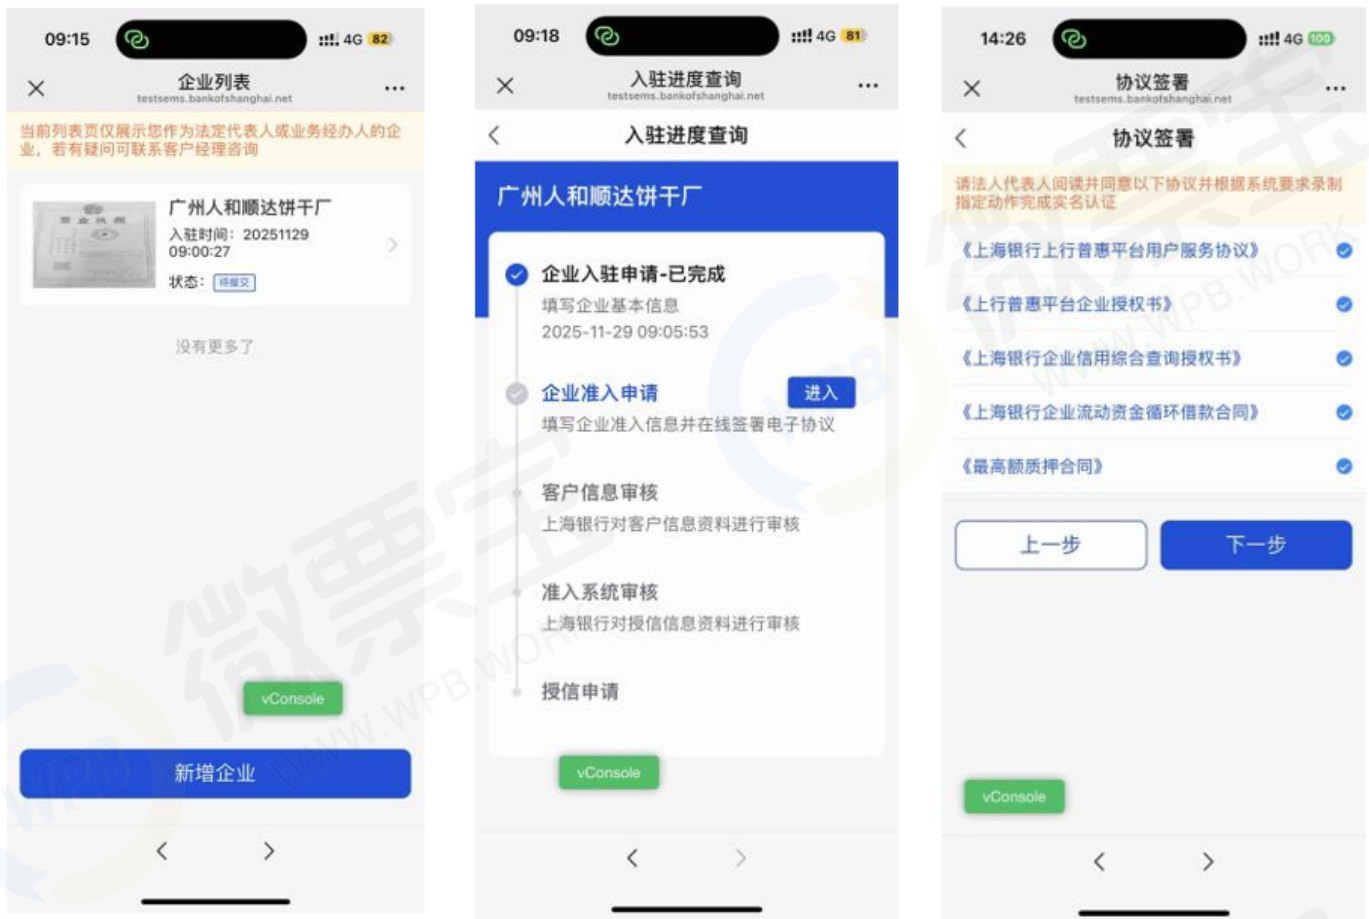 09:15
4G 82
企业列表
testsems.bankofshanghai.net
当前列表页仅展示您作为法定代表人或业务经办人的企
业，若有疑问可联系客户经理咨询
营业执照
广州人和顺达饼干厂
入驻时间：20251129
09:00:27
状态：待提交
没有更多了
vConsole
新增企业
09:18
4G 81
入驻进度查询
testsems.bankofshanghai.net
入驻进度查询
广州人和顺达饼干厂
企业入驻申请-已完成
填写企业基本信息
2025-11-29 09:05:53
企业准入申请
进入
填写企业准入信息并在线签署电子协议
客户信息审核
上海银行对客户信息资料进行审核
准入系统审核
上海银行对授信信息资料进行审核
授信申请
vConsole
14:26
4G 100
协议签署
testsems.bankofshanghai.net
协议签署
请法人代表人阅读并同意以下协议并根据系统要求录制
指定动作完成实名认证
《上海银行上行普惠平台用户服务协议》
《上行普惠平台企业授权书》
《上海银行企业信用综合查询授权书》
《上海银行企业流动资金循环借款合同》
《最高额质押合同》
上一步
下一步
vConsole
微票宝
WWW.WPB.WORK
WPB